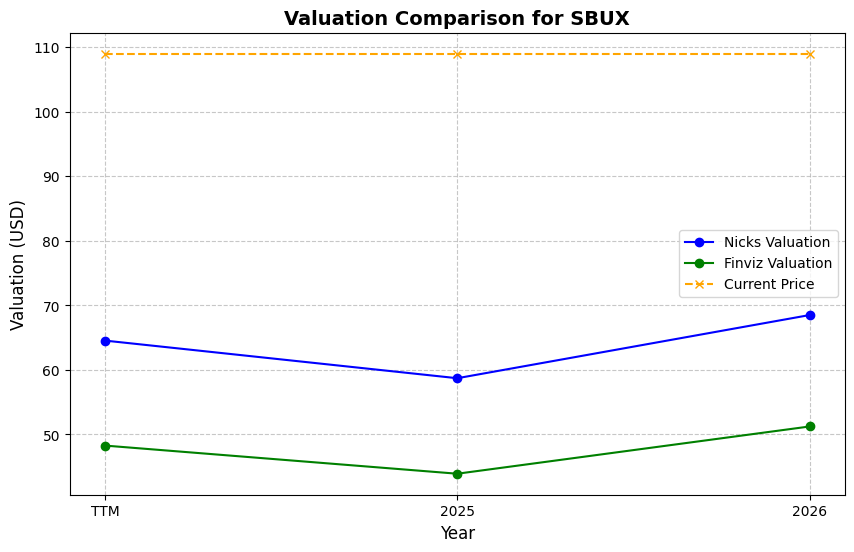 Valuation Comparison for SBUX
Valuation (USD)
110
100
90
80
70
60
50
Nicks Valuation
Finviz Valuation
Current Price
TTM
2025
2026
Year